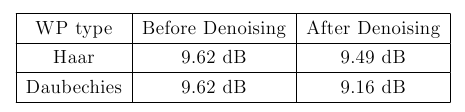 WP type Before Denoising After Denoising
Haar 9.62 dB 9.49 dB
Daubechies 9.62 dB 9.16 dB